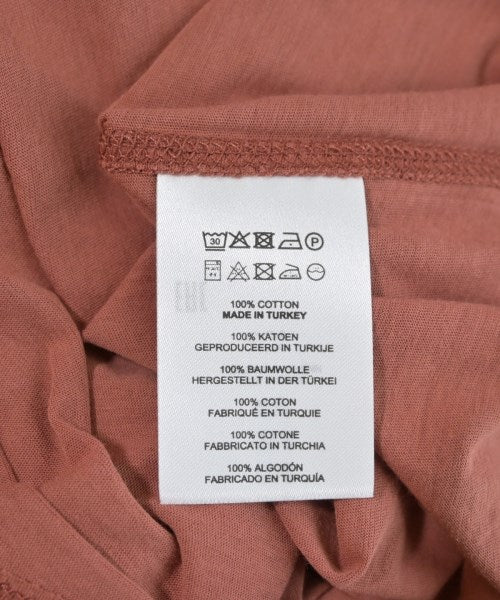 30 P
100% COTTON
MADE IN TURKEY
100% KATOEN
GEPRODUCEERD IN TURKIJE
100% BAUMWOLLE
HERGESTELLT IN DER TÜRKEI
100% COTON
FABRIQUÉ EN TURQUIE
100% COTONE
FABBRICATO IN TURCHIA
100% ALGODÓN
FABRICADO EN TURQUÍA